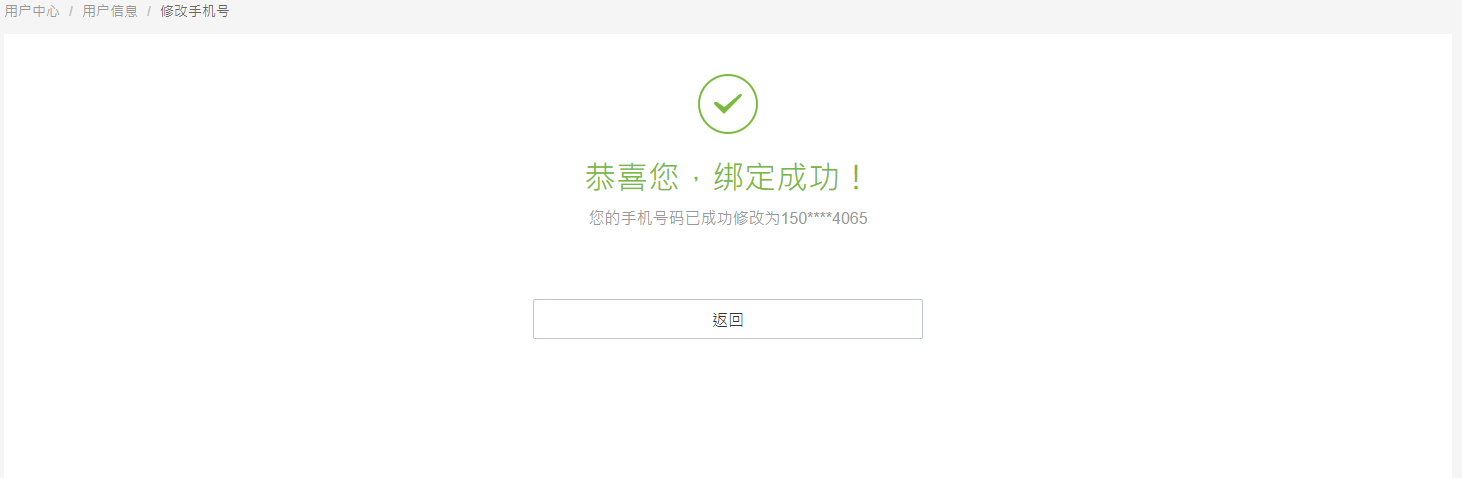 用户中心 / 用户信息 / 修改手机号
恭喜您，绑定成功！
您的手机号码已成功修改为150****4065
返回